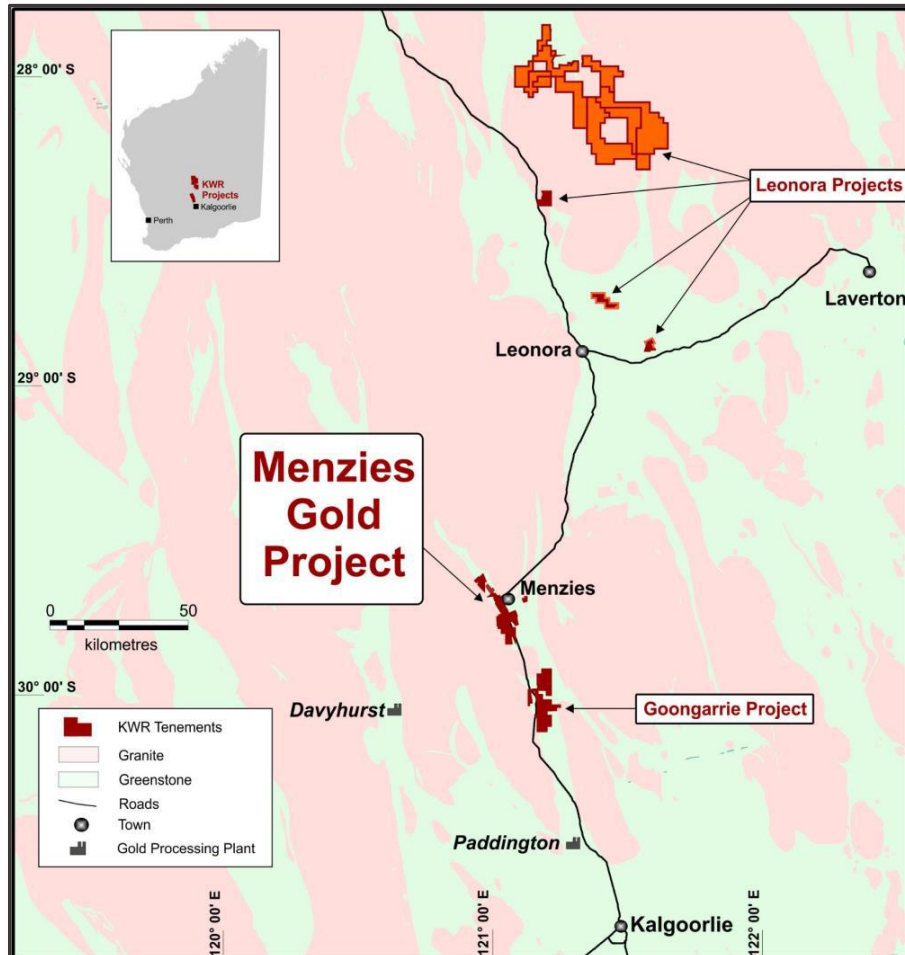 28° 00' S
KWR
Projects
Kalgoorlie
Perth
Leonora Projects
Laverton
Leonora
29° 00' S
Menzies
Gold
Project
Menzies
0 50
kilometres
30° 00' S
Davyhurst
Goongarrie Project
KWR Tenements
Granite
Greenstone
Roads
Town
Gold Processing Plant
Paddington
Kalgoorlie
120° 00' E
121° 00' E
122° 00' E